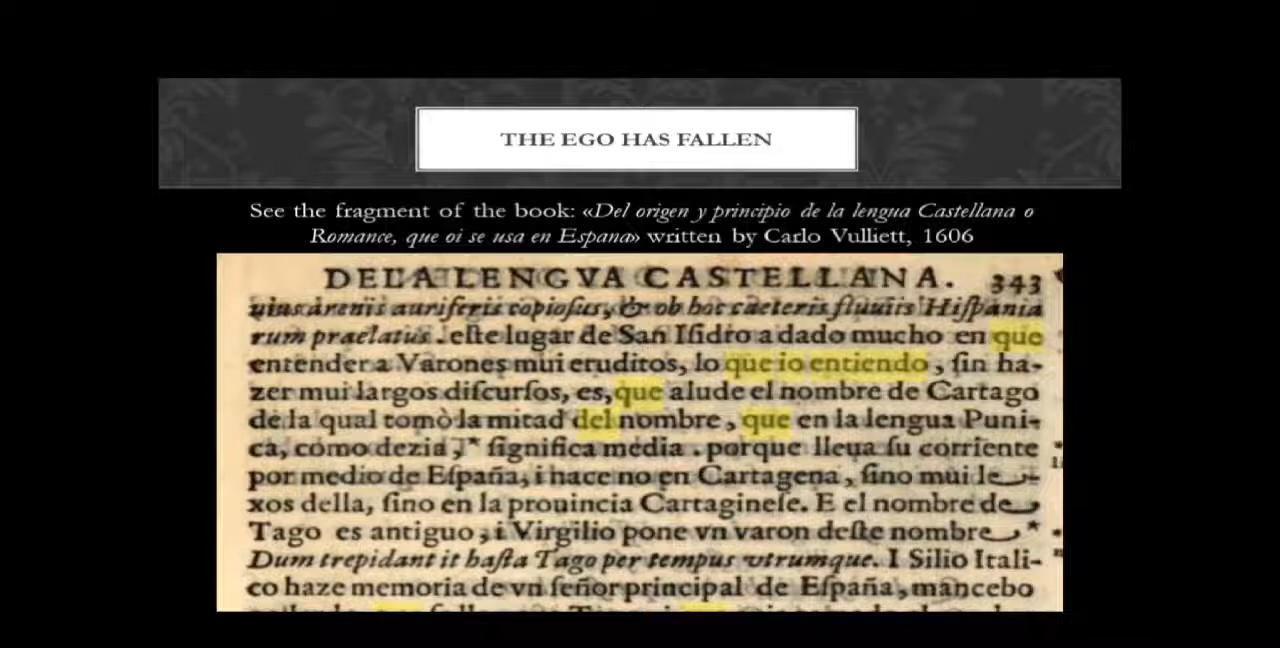 THE EGO HAS FALLEN
See the fragment of the book: «Del origen y principio de la lengua Castellana o
Romance, que oi se usa en Espana» written by Carlo Vulliett, 1606
DE LA LENGVA CASTELLANA. 343
uius arenis auriferis copiosus, & ob hoc caeteris fluuiis Hispania
rum praelatus. este lugar de San Isidro a dado mucho en que
entender a Varones mui eruditos, lo que io entiendo, sin ha-
zer mui largos discursos, es, que alude el nombre de Cartago
de la qual tomò la mitad del nombre, que en la lengua Puni-
ca, como dezia,* significa media. porque lleua su corriente
por medio de España, i hace no en Cartagena, sino mui le-
xos della, sino en la prouincia Cartaginese. E el nombre de
Tago es antiguo, i Virgilio pone vn varon deste nombre *
Dum trepidant it hasta Tago per tempus vtrumque. I Silio Itali-
co haze memoria de vn señor principal de España, mancebo